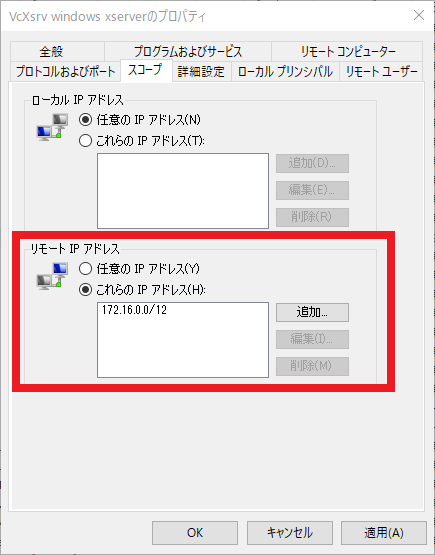 VcXsrv windows xserverのプロパティ
全般
プログラムおよびサービス
リモート コンピューター
プロトコルおよびポート
スコープ
詳細設定
ローカル プリンシパル
リモート ユーザー
ローカル IP アドレス
任意の IP アドレス(N)
これらの IP アドレス(T):
追加(D)...
編集(E)...
削除(R)
リモート IP アドレス
任意の IP アドレス(Y)
これらの IP アドレス(H):
172.16.0.0/12
追加...
編集(I)...
削除(M)
OK
キャンセル
適用(A)